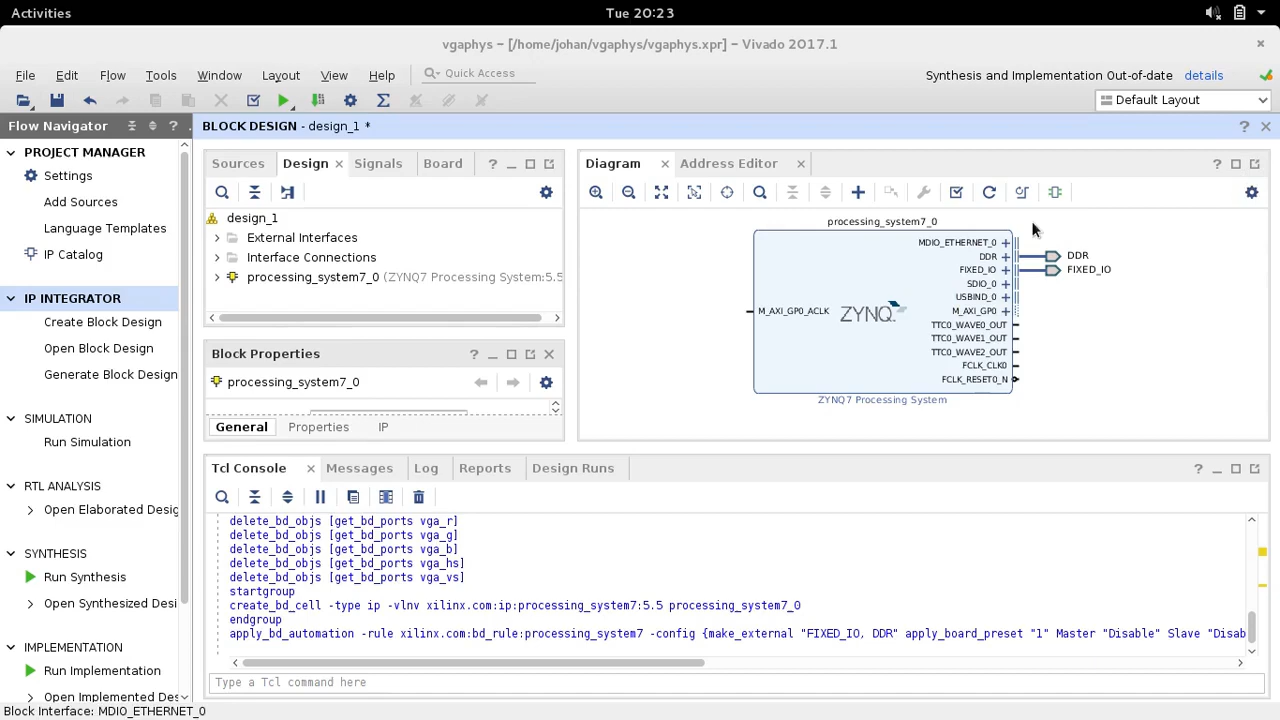 Activities
Tue 20:23
vgaphys – [/home/johan/vgaphys/vgaphys.xpr] – Vivado 2017.1
File Edit Flow Tools Window Layout View Help Quick Access
Synthesis and Implementation Out-of-date details
Default Layout
Flow Navigator
PROJECT MANAGER
Settings
Add Sources
Language Templates
IP Catalog
IP INTEGRATOR
Create Block Design
Open Block Design
Generate Block Design
SIMULATION
Run Simulation
RTL ANALYSIS
Open Elaborated Desig
SYNTHESIS
Run Synthesis
Open Synthesized Desi
IMPLEMENTATION
Run Implementation
Open Implemented Des
BLOCK DESIGN - design_1 *
Sources Design Signals Board
design_1
External Interfaces
Interface Connections
processing_system7_0 (ZYNQ7 Processing System:5.5
Block Properties
processing_system7_0
General Properties IP
Diagram Address Editor
processing_system7_0
MDIO_ETHERNET_0
DDR
FIXED_IO
SDIO_0
USBIND_0
M_AXI_GP0
TTC0_WAVE0_OUT
TTC0_WAVE1_OUT
TTC0_WAVE2_OUT
FCLK_CLK0
FCLK_RESET0_N
M_AXI_GP0_ACLK
ZYNQ
DDR
FIXED_IO
ZYNQ7 Processing System
Tcl Console Messages Log Reports Design Runs
delete_bd_objs [get_bd_ports vga_r]
delete_bd_objs [get_bd_ports vga_g]
delete_bd_objs [get_bd_ports vga_b]
delete_bd_objs [get_bd_ports vga_hs]
delete_bd_objs [get_bd_ports vga_vs]
startgroup
create_bd_cell -type ip -vlnv xilinx.com:ip:processing_system7:5.5 processing_system7_0
endgroup
apply_bd_automation -rule xilinx.com:bd_rule:processing_system7 -config {make_external "FIXED_IO, DDR" apply_board_preset "1" Master "Disable" Slave "Disab
Type a Tcl command here
Block Interface: MDIO_ETHERNET_0